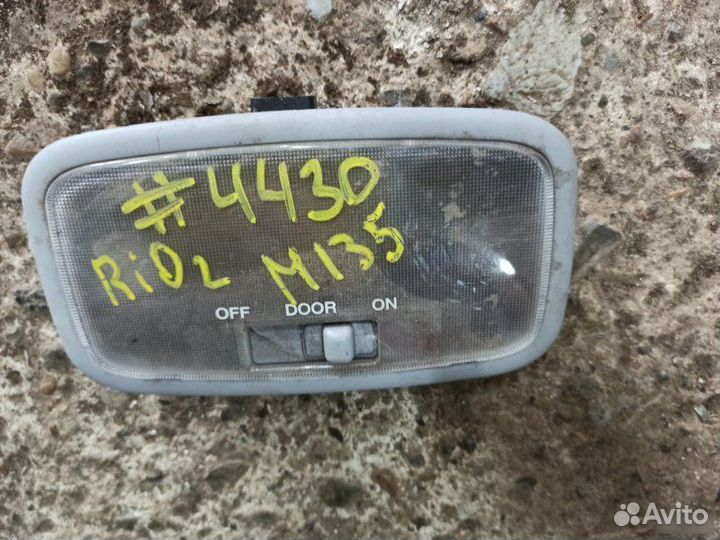 #4430
RiO2 M135
OFF DOOR ON
Avito